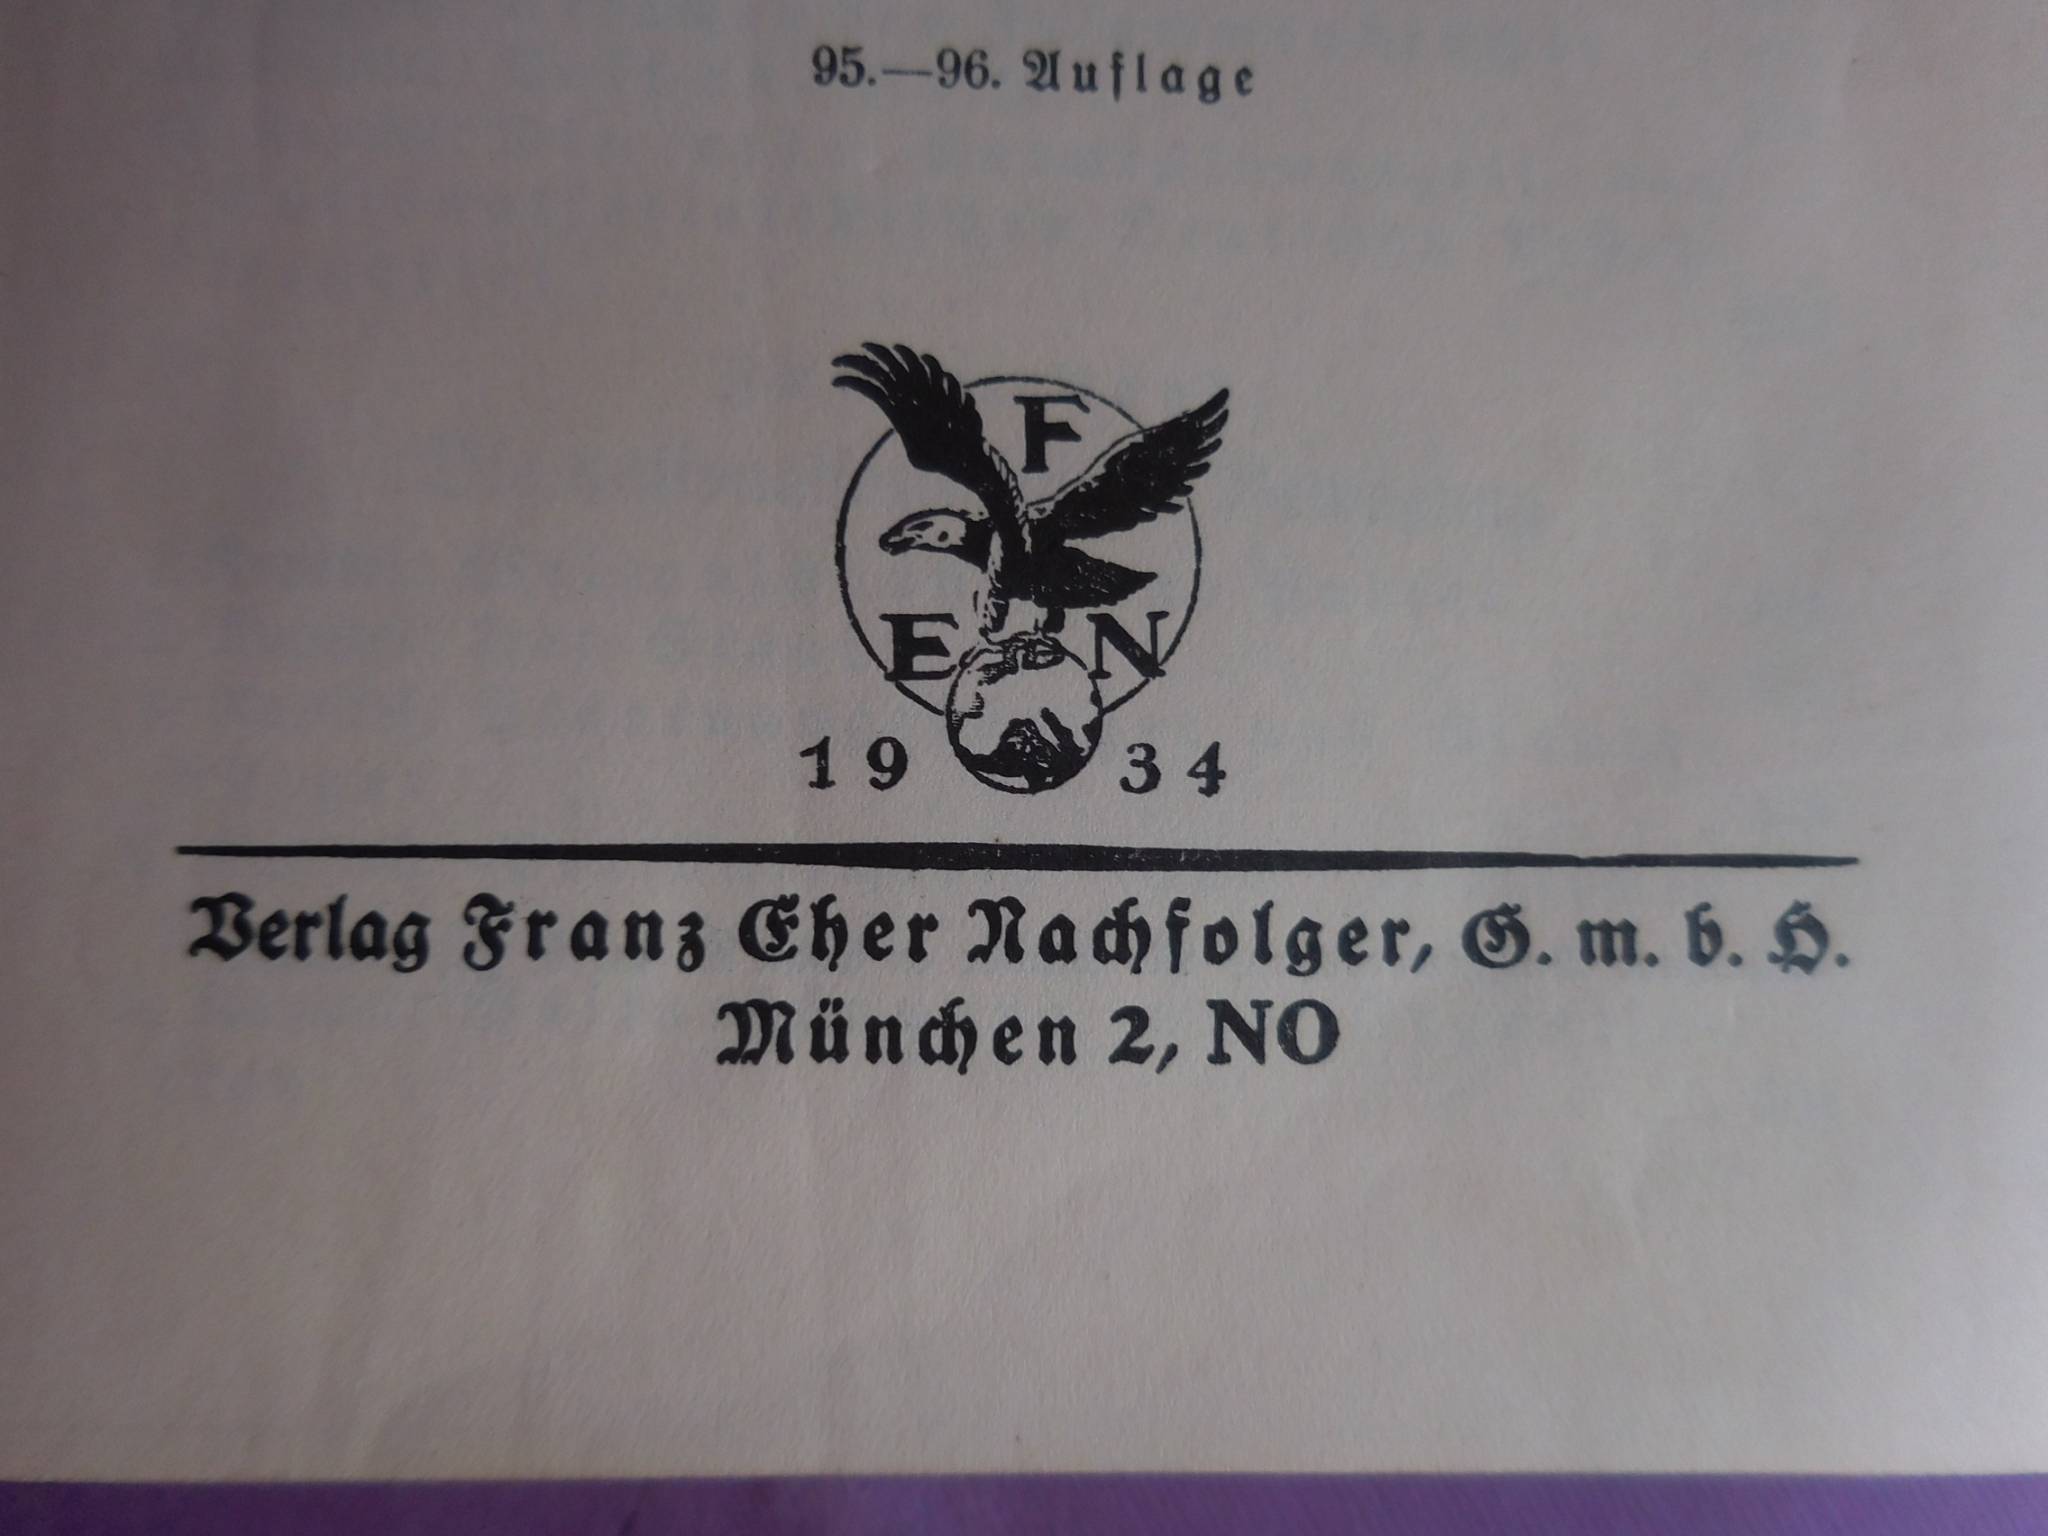 95.—96. Auflage
F
E N
19 34
Verlag Franz Eher Nachfolger, G. m. b. H.
München 2, NO